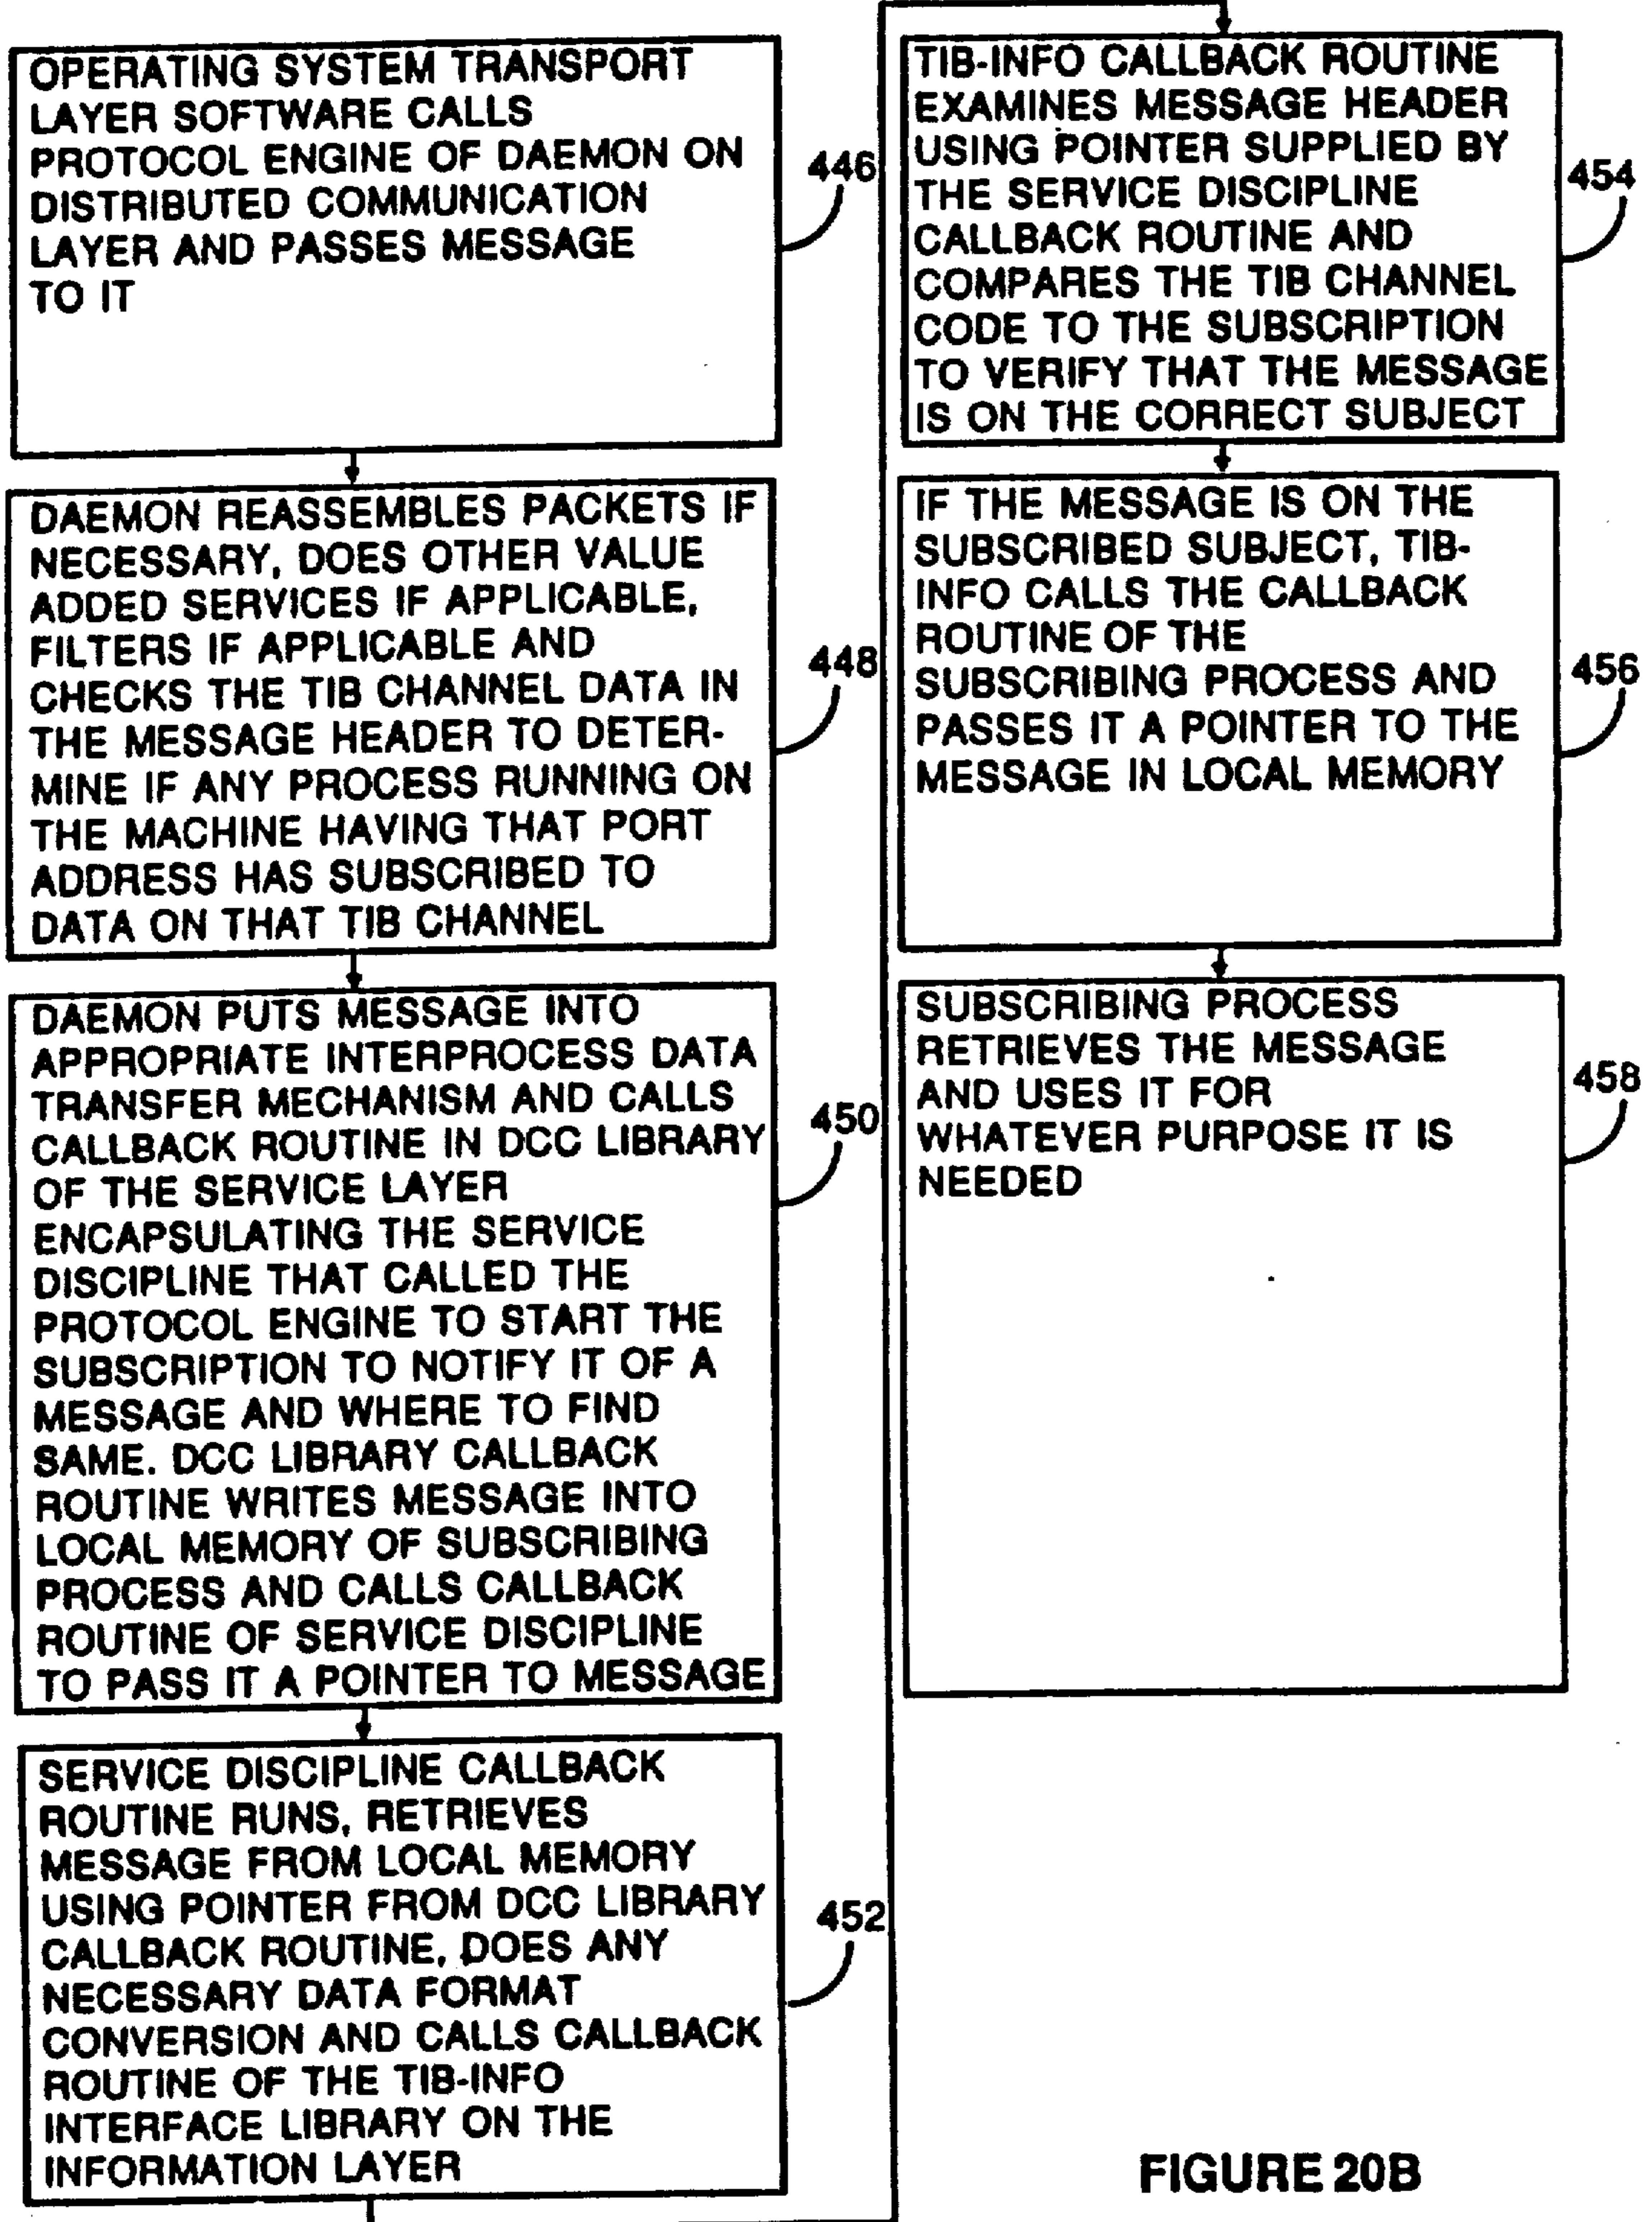 OPERATING SYSTEM TRANSPORT
LAYER SOFTWARE CALLS
PROTOCOL ENGINE OF DAEMON ON
DISTRIBUTED COMMUNICATION
LAYER AND PASSES MESSAGE
TO IT
446
DAEMON REASSEMBLES PACKETS IF
NECESSARY, DOES OTHER VALUE
ADDED SERVICES IF APPLICABLE,
FILTERS IF APPLICABLE AND
CHECKS THE TIB CHANNEL DATA IN
THE MESSAGE HEADER TO DETER-
MINE IF ANY PROCESS RUNNING ON
THE MACHINE HAVING THAT PORT
ADDRESS HAS SUBSCRIBED TO
DATA ON THAT TIB CHANNEL
448
DAEMON PUTS MESSAGE INTO
APPROPRIATE INTERPROCESS DATA
TRANSFER MECHANISM AND CALLS
CALLBACK ROUTINE IN DCC LIBRARY
OF THE SERVICE LAYER
ENCAPSULATING THE SERVICE
DISCIPLINE THAT CALLED THE
PROTOCOL ENGINE TO START THE
SUBSCRIPTION TO NOTIFY IT OF A
MESSAGE AND WHERE TO FIND
SAME. DCC LIBRARY CALLBACK
ROUTINE WRITES MESSAGE INTO
LOCAL MEMORY OF SUBSCRIBING
PROCESS AND CALLS CALLBACK
ROUTINE OF SERVICE DISCIPLINE
TO PASS IT A POINTER TO MESSAGE
450
SERVICE DISCIPLINE CALLBACK
ROUTINE RUNS, RETRIEVES
MESSAGE FROM LOCAL MEMORY
USING POINTER FROM DCC LIBRARY
CALLBACK ROUTINE, DOES ANY
NECESSARY DATA FORMAT
CONVERSION AND CALLS CALLBACK
ROUTINE OF THE TIB-INFO
INTERFACE LIBRARY ON THE
INFORMATION LAYER
452
TIB-INFO CALLBACK ROUTINE
EXAMINES MESSAGE HEADER
USING POINTER SUPPLIED BY
THE SERVICE DISCIPLINE
CALLBACK ROUTINE AND
COMPARES THE TIB CHANNEL
CODE TO THE SUBSCRIPTION
TO VERIFY THAT THE MESSAGE
IS ON THE CORRECT SUBJECT
454
IF THE MESSAGE IS ON THE
SUBSCRIBED SUBJECT, TIB-
INFO CALLS THE CALLBACK
ROUTINE OF THE
SUBSCRIBING PROCESS AND
PASSES IT A POINTER TO THE
MESSAGE IN LOCAL MEMORY
456
SUBSCRIBING PROCESS
RETRIEVES THE MESSAGE
AND USES IT FOR
WHATEVER PURPOSE IT IS
NEEDED
458
FIGURE 20B